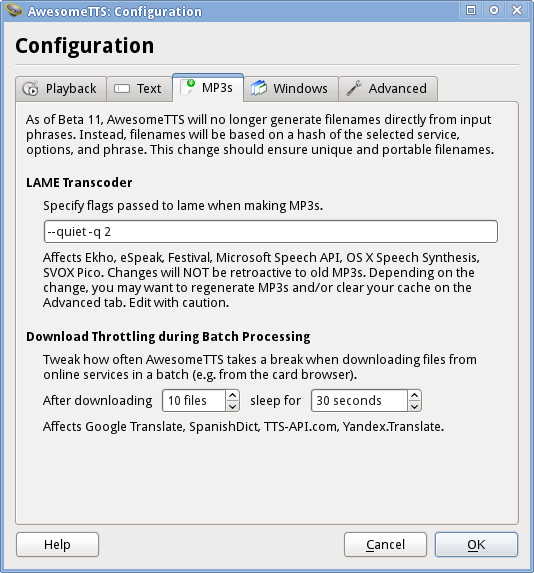 AwesomeTTS: Configuration
Configuration
Playback
Text
MP3s
Windows
Advanced
As of Beta 11, AwesomeTTS will no longer generate filenames directly from input
phrases. Instead, filenames will be based on a hash of the selected service,
options, and phrase. This change should ensure unique and portable filenames.
LAME Transcoder
Specify flags passed to lame when making MP3s.
--quiet -q 2
Affects Ekho, eSpeak, Festival, Microsoft Speech API, OS X Speech Synthesis,
SVOX Pico. Changes will NOT be retroactive to old MP3s. Depending on the
change, you may want to regenerate MP3s and/or clear your cache on the
Advanced tab. Edit with caution.
Download Throttling during Batch Processing
Tweak how often AwesomeTTS takes a break when downloading files from
online services in a batch (e.g. from the card browser).
After downloading 10 files sleep for 30 seconds
Affects Google Translate, SpanishDict, TTS-API.com, Yandex.Translate.
Help
Cancel
OK